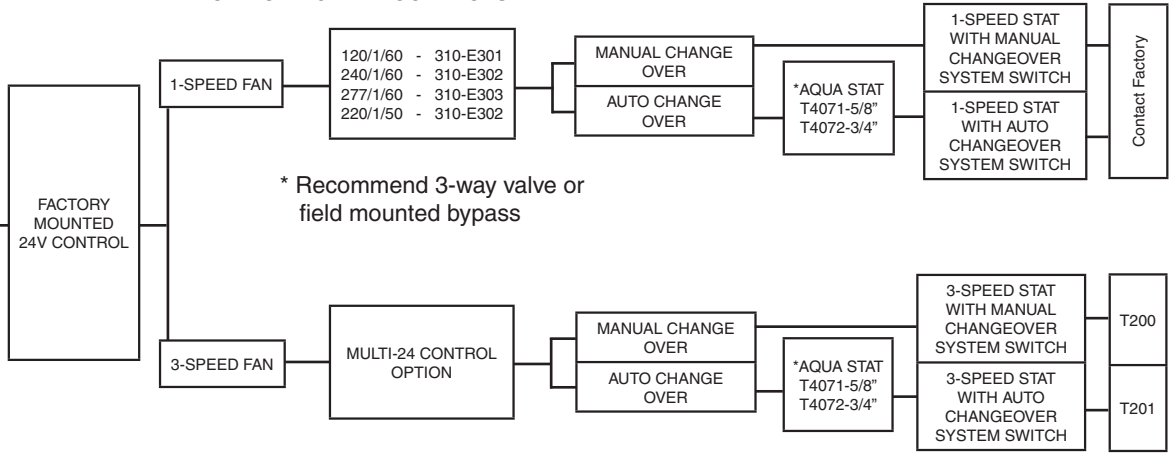 FACTORY
MOUNTED
24V CONTROL
1-SPEED FAN
120/1/60 - 310-E301
240/1/60 - 310-E302
277/1/60 - 310-E303
220/1/50 - 310-E302
MANUAL CHANGE
OVER
AUTO CHANGE
OVER
*AQUA STAT
T4071-5/8”
T4072-3/4”
1-SPEED STAT
WITH MANUAL
CHANGEOVER
SYSTEM SWITCH
1-SPEED STAT
WITH AUTO
CHANGEOVER
SYSTEM SWITCH
Contact Factory
* Recommend 3-way valve or
field mounted bypass
3-SPEED FAN
MULTI-24 CONTROL
OPTION
MANUAL CHANGE
OVER
AUTO CHANGE
OVER
*AQUA STAT
T4071-5/8”
T4072-3/4”
3-SPEED STAT
WITH MANUAL
CHANGEOVER
SYSTEM SWITCH
3-SPEED STAT
WITH AUTO
CHANGEOVER
SYSTEM SWITCH
T200
T201